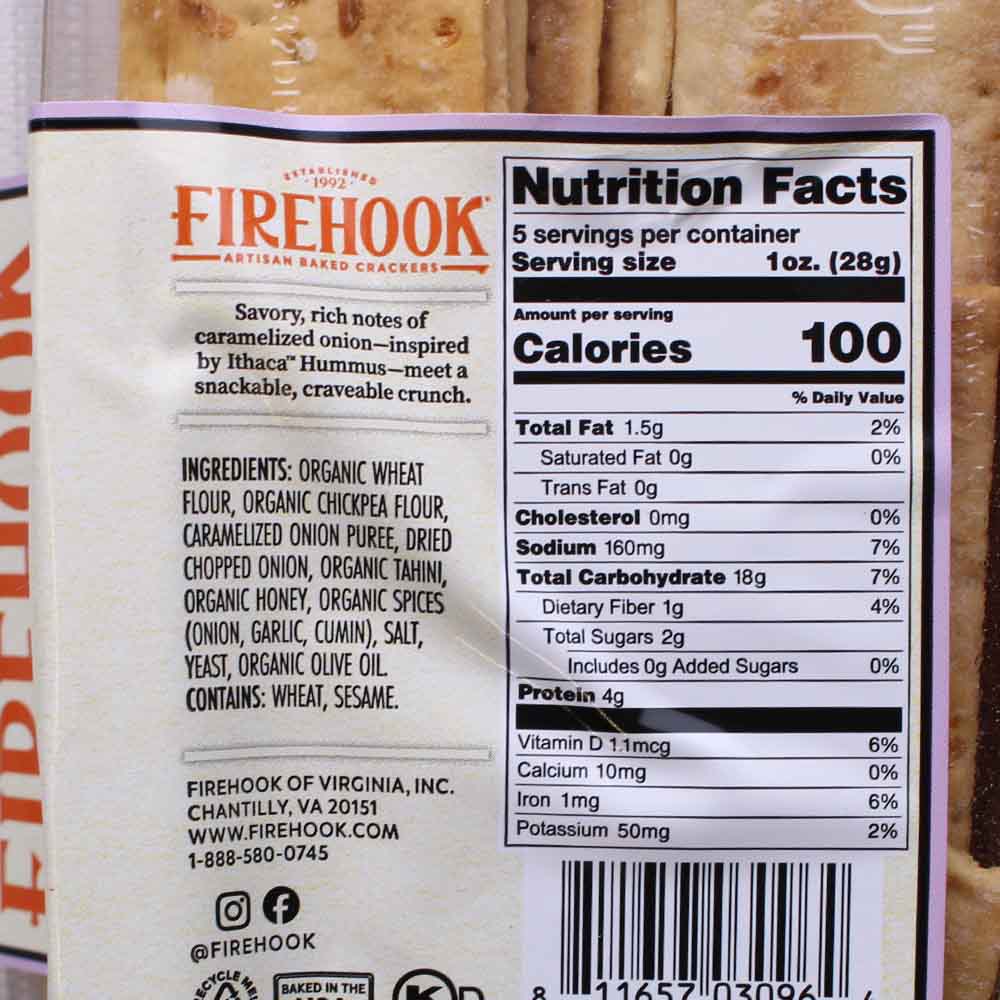 ESTABLISHED
· 1992 ·
FIREHOOK
ARTISAN BAKED CRACKERS
Savory, rich notes of
caramelized onion—inspired
by Ithaca™ Hummus—meet a
snackable, craveable crunch.
INGREDIENTS: ORGANIC WHEAT
FLOUR, ORGANIC CHICKPEA FLOUR,
CARAMELIZED ONION PUREE, DRIED
CHOPPED ONION, ORGANIC TAHINI,
ORGANIC HONEY, ORGANIC SPICES
(ONION, GARLIC, CUMIN), SALT,
YEAST, ORGANIC OLIVE OIL.
CONTAINS: WHEAT, SESAME.
FIREHOOK OF VIRGINIA, INC.
CHANTILLY, VA 20151
WWW.FIREHOOK.COM
1-888-580-0745
@FIREHOOK
RECYCLE ME!
BAKED IN THE
K D
Nutrition Facts
5 servings per container
Serving size 1oz. (28g)
Amount per serving
Calories 100
% Daily Value
Total Fat 1.5g 2%
Saturated Fat 0g 0%
Trans Fat 0g
Cholesterol 0mg 0%
Sodium 160mg 7%
Total Carbohydrate 18g 7%
Dietary Fiber 1g 4%
Total Sugars 2g
Includes 0g Added Sugars 0%
Protein 4g
Vitamin D 1.1mcg 6%
Calcium 10mg 0%
Iron 1mg 6%
Potassium 50mg 2%
8 11657 03096 4
FIREHOOK